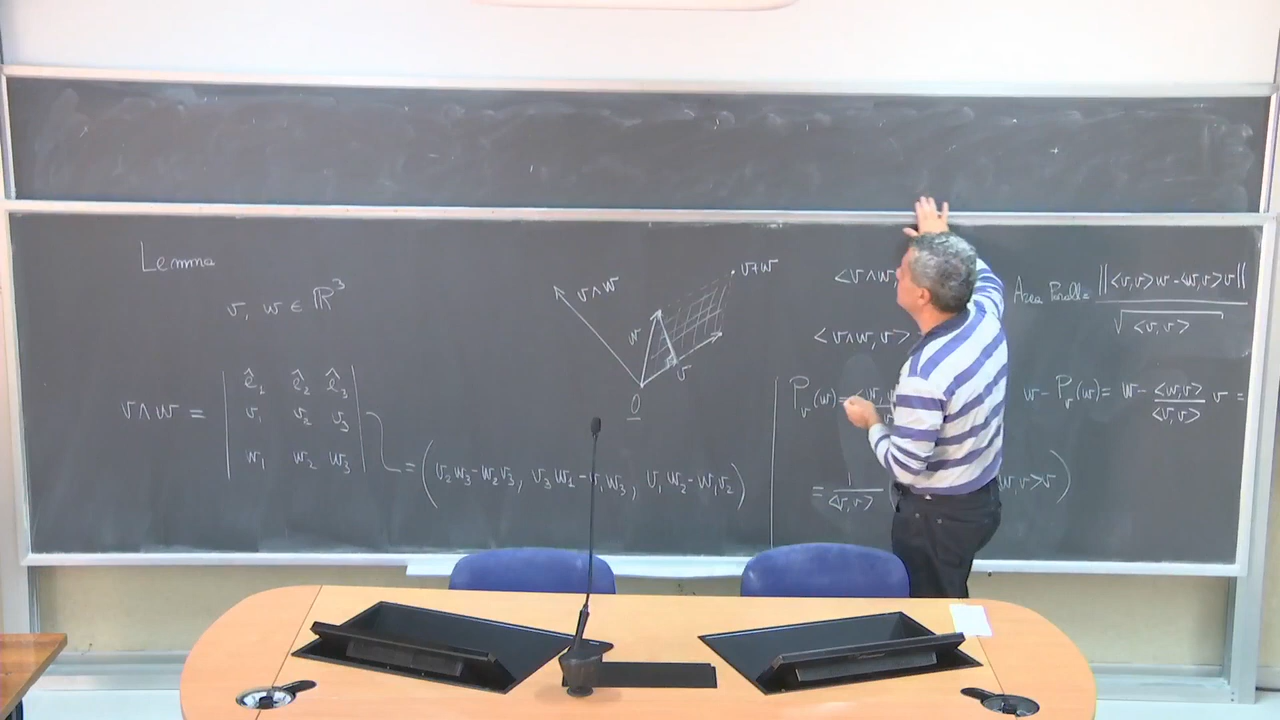 Lemma
v, w ∈ ℝ³
v∧w =
ê₁ ê₂ ê₃
v₁ v₂ v₃
w₁ w₂ w₃
= (v₂w₃-w₂v₃, v₃w₁-v₁w₃, v₁w₂-w₁v₂)
v∧w
v+w
w
v
0
<v∧w,
<v∧w,v>
P_v(w)=
w - P_v(w) = w - <w,v>/<v,v> v =
= 1/<v,v> ( w,v>v)
Area ‖<v,v>w-<w,v>v‖ / √<v,v>